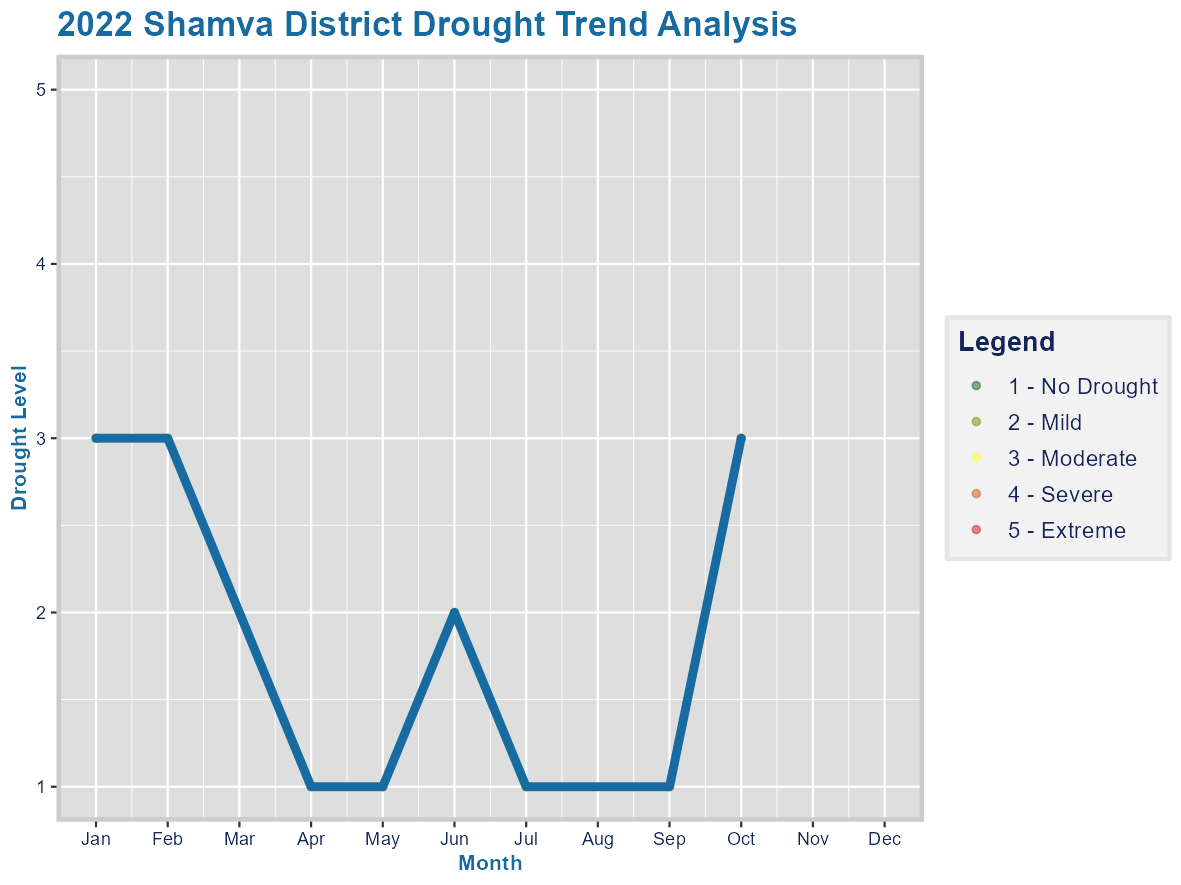 2022 Shamva District Drought Trend Analysis
5
4
3
2
1
Drought Level
Jan Feb Mar Apr May Jun Jul Aug Sep Oct Nov Dec
Month
Legend
1 - No Drought
2 - Mild
3 - Moderate
4 - Severe
5 - Extreme